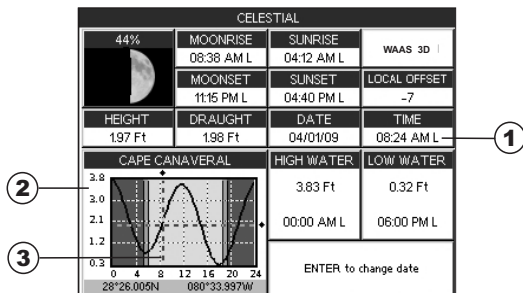 CELESTIAL
44%
MOONRISE
08:38 AM L
SUNRISE
04:12 AM L
WAAS 3D
MOONSET
11:15 PM L
SUNSET
04:40 PM L
LOCAL OFFSET
-7
HEIGHT
1.97 Ft
DRAUGHT
1.98 Ft
DATE
04/01/09
TIME
08:24 AM L
1
CAPE CANAVERAL
HIGH WATER
LOW WATER
3.83 Ft
0.32 Ft
00:00 AM L
06:00 PM L
2
3.8
3.0
2.1
1.2
0.3
3
0 4 8 12 16 20 24
28°26.005N 080°33.997W
ENTER to change date